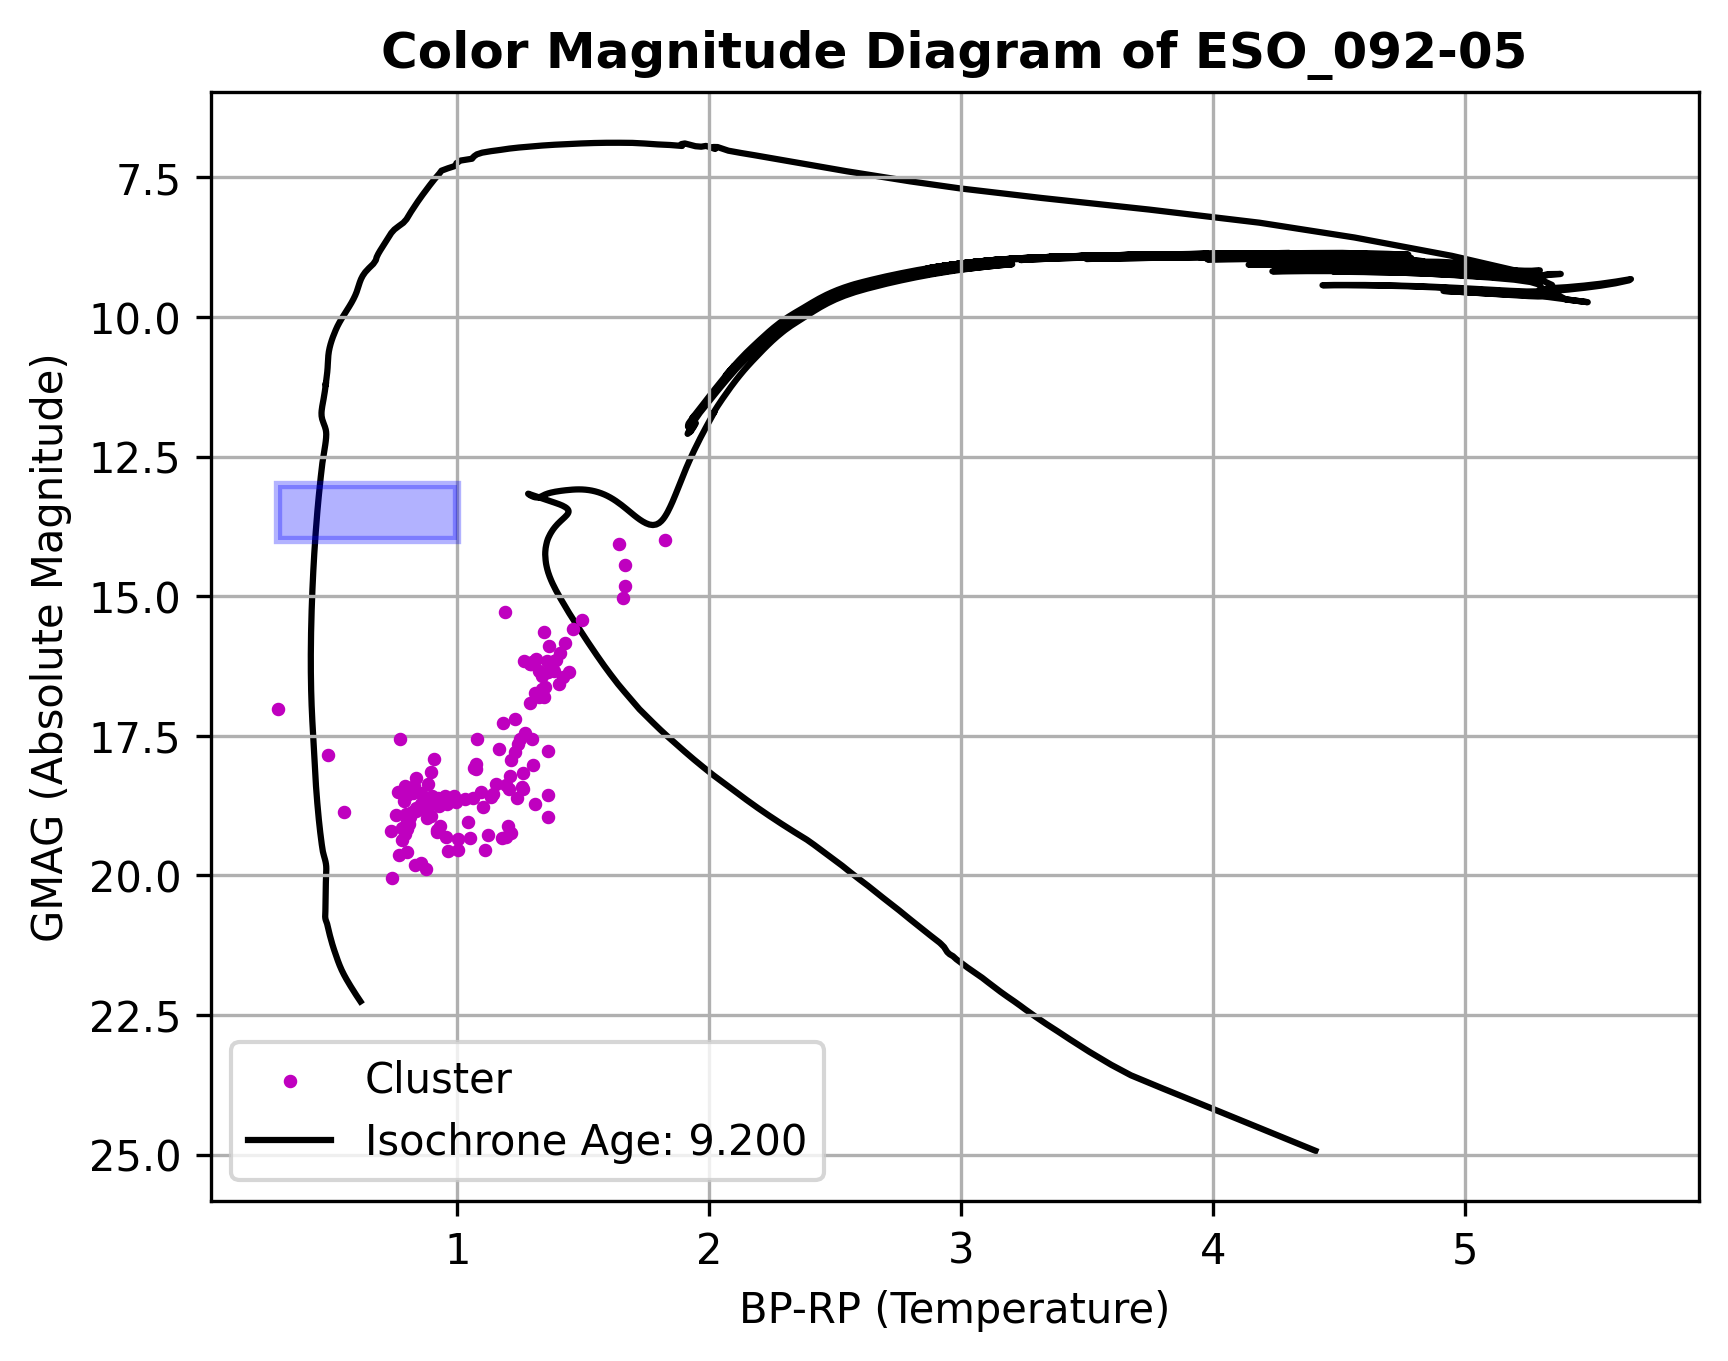 Color Magnitude Diagram of ESO_092-05
GMAG (Absolute Magnitude)
7.5
10.0
12.5
15.0
17.5
20.0
22.5
25.0
Cluster
Isochrone Age: 9.200
1 2 3 4 5
BP-RP (Temperature)